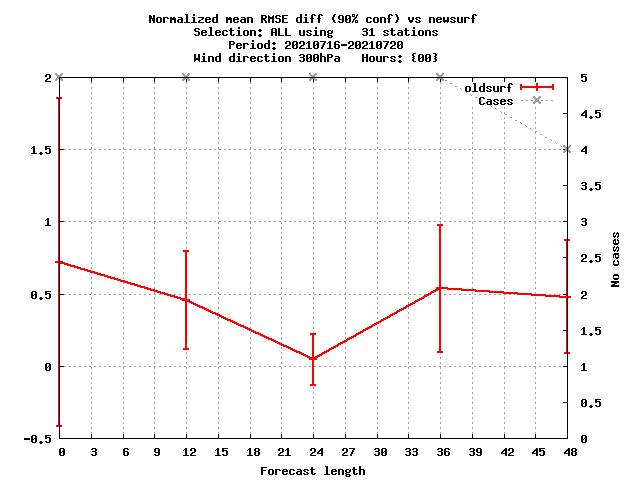 Normalized mean RMSE diff (90% conf) vs newsurf
Selection: ALL using    31 stations
Period: 20210716-20210720
Wind direction 300hPa   Hours: {00}
oldsurf
Cases
2
1.5
1
0.5
0
-0.5
5
4.5
4
3.5
3
2.5
2
1.5
1
0.5
0
No cases
0 3 6 9 12 15 18 21 24 27 30 33 36 39 42 45 48
Forecast length